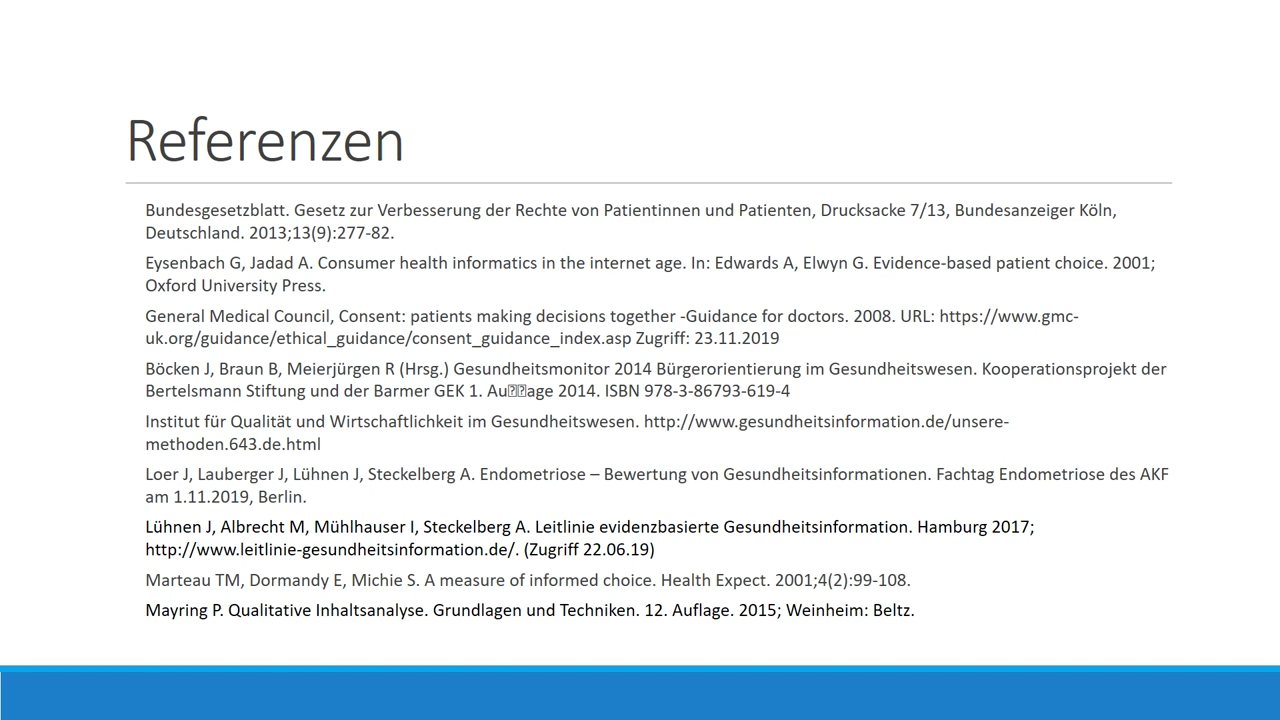 Referenzen
Bundesgesetzblatt. Gesetz zur Verbesserung der Rechte von Patientinnen und Patienten, Drucksacke 7/13, Bundesanzeiger Köln,
Deutschland. 2013;13(9):277-82.
Eysenbach G, Jadad A. Consumer health informatics in the internet age. In: Edwards A, Elwyn G. Evidence-based patient choice. 2001;
Oxford University Press.
General Medical Council, Consent: patients making decisions together -Guidance for doctors. 2008. URL: https://www.gmc-
uk.org/guidance/ethical_guidance/consent_guidance_index.asp Zugriff: 23.11.2019
Böcken J, Braun B, Meierjürgen R (Hrsg.) Gesundheitsmonitor 2014 Bürgerorientierung im Gesundheitswesen. Kooperationsprojekt der
Bertelsmann Stiftung und der Barmer GEK 1. Au⍰⍰age 2014. ISBN 978-3-86793-619-4
Institut für Qualität und Wirtschaftlichkeit im Gesundheitswesen. http://www.gesundheitsinformation.de/unsere-
methoden.643.de.html
Loer J, Lauberger J, Lühnen J, Steckelberg A. Endometriose – Bewertung von Gesundheitsinformationen. Fachtag Endometriose des AKF
am 1.11.2019, Berlin.
Lühnen J, Albrecht M, Mühlhauser I, Steckelberg A. Leitlinie evidenzbasierte Gesundheitsinformation. Hamburg 2017;
http://www.leitlinie-gesundheitsinformation.de/. (Zugriff 22.06.19)
Marteau TM, Dormandy E, Michie S. A measure of informed choice. Health Expect. 2001;4(2):99-108.
Mayring P. Qualitative Inhaltsanalyse. Grundlagen und Techniken. 12. Auflage. 2015; Weinheim: Beltz.